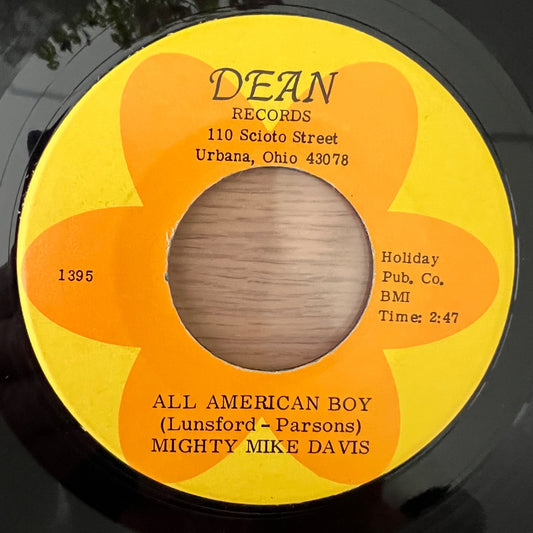 DEAN
RECORDS
110 Scioto Street
Urbana, Ohio 43078
1395
Holiday
Pub. Co.
BMI
Time: 2:47
ALL AMERICAN BOY
(Lunsford - Parsons)
MIGHTY MIKE DAVIS